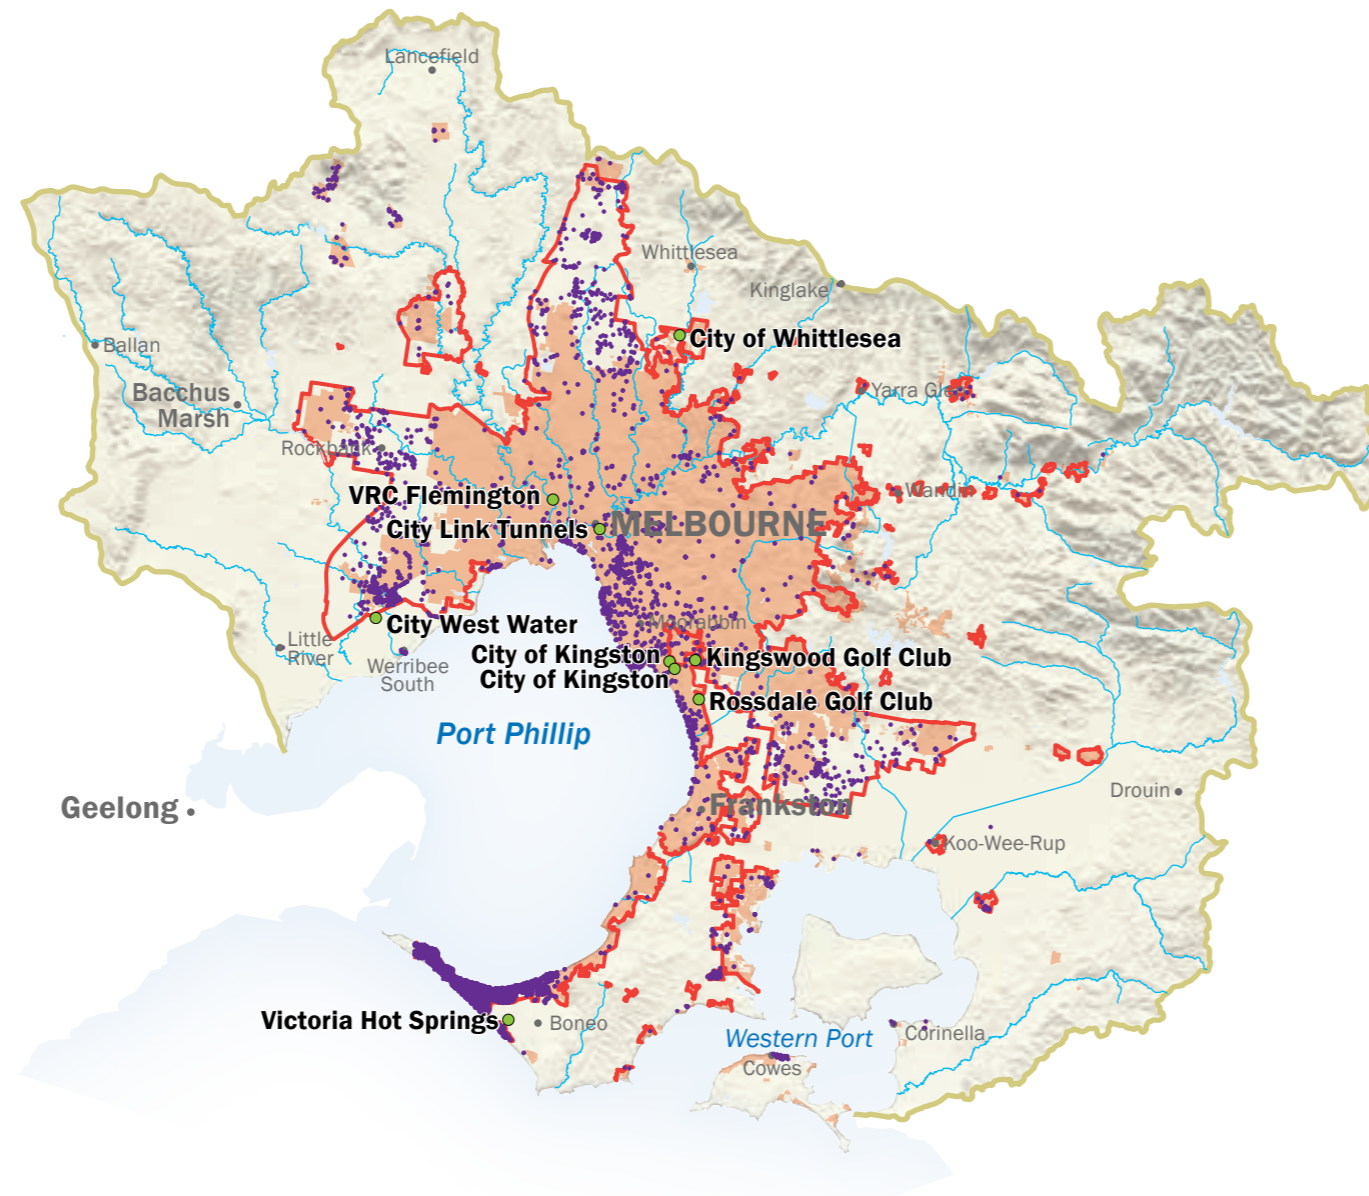 Lancefield
Whittlesea
Kinglake
City of Whittlesea
Ballan
Bacchus
Marsh
Yarra Glen
Rockbank
VRC Flemington
Wandin
City Link Tunnels
MELBOURNE
City West Water
Moorabbin
Little
River
Werribee
South
City of Kingston
Kingswood Golf Club
City of Kingston
Rossdale Golf Club
Port Phillip
Geelong
Frankston
Drouin
Koo-Wee-Rup
Victoria Hot Springs
Boneo
Western Port
Corinella
Cowes